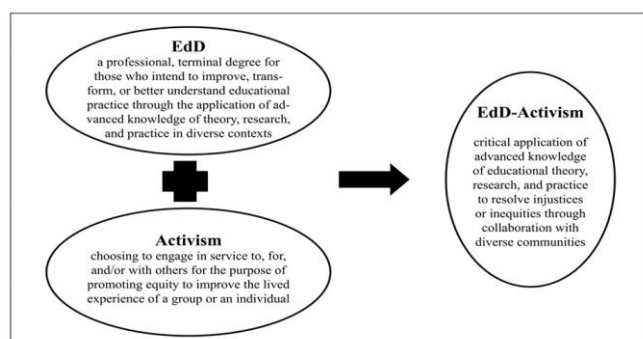 EdD
a professional, terminal degree for
those who intend to improve, trans-
form, or better understand educational
practice through the application of ad-
vanced knowledge of theory, research,
and practice in diverse contexts
Activism
choosing to engage in service to, for,
and/or with others for the purpose of
promoting equity to improve the lived
experience of a group or an individual
EdD-Activism
critical application of
advanced knowledge
of educational theory,
research, and practice
to resolve injustices
or inequities through
collaboration with
diverse communities